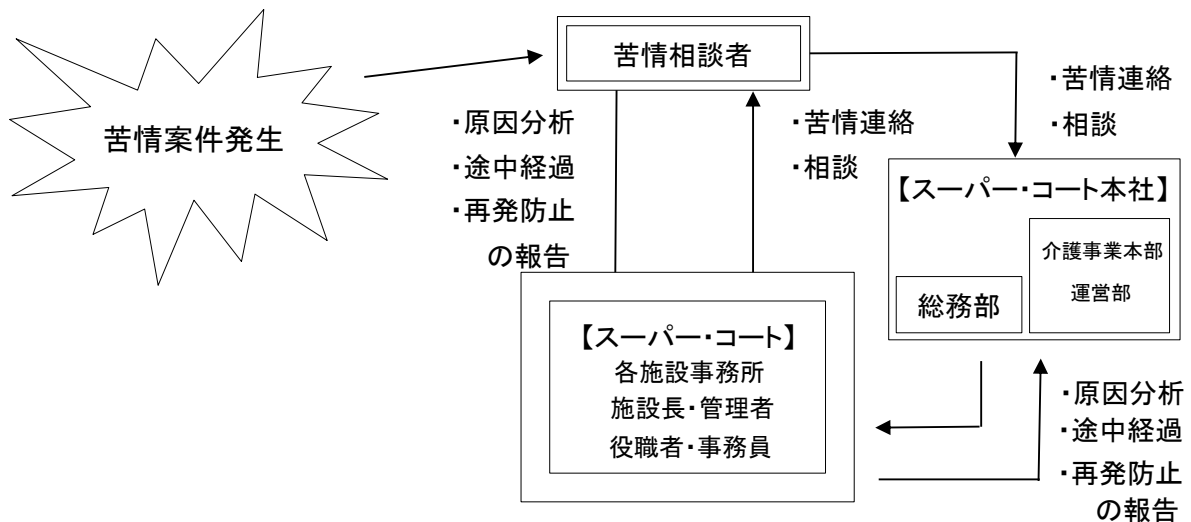 苦情案件発生
苦情相談者
・原因分析
・途中経過
・再発防止
の報告
・苦情連絡
・相談
・苦情連絡
・相談
【スーパー・コート本社】
総務部
介護事業本部
運営部
【スーパー・コート】
各施設事務所
施設長・管理者
役職者・事務員
・原因分析
・途中経過
・再発防止
の報告